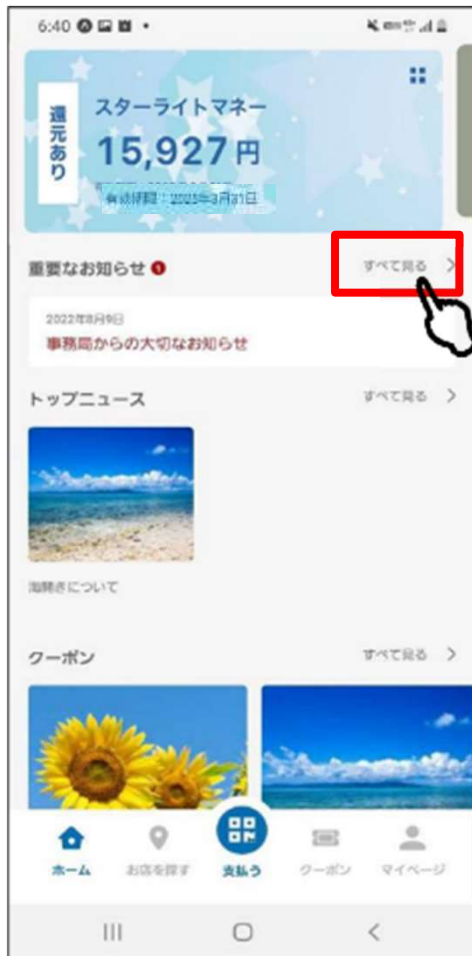 6:40
還元あり
スターライトマネー
15,927円
重要なお知らせ 1
すべて見る
2022年8月9日
事務局からの大切なお知らせ
トップニュース
すべて見る
海開きについて
クーポン
すべて見る
ホーム
お店を探す
支払う
クーポン
マイページ